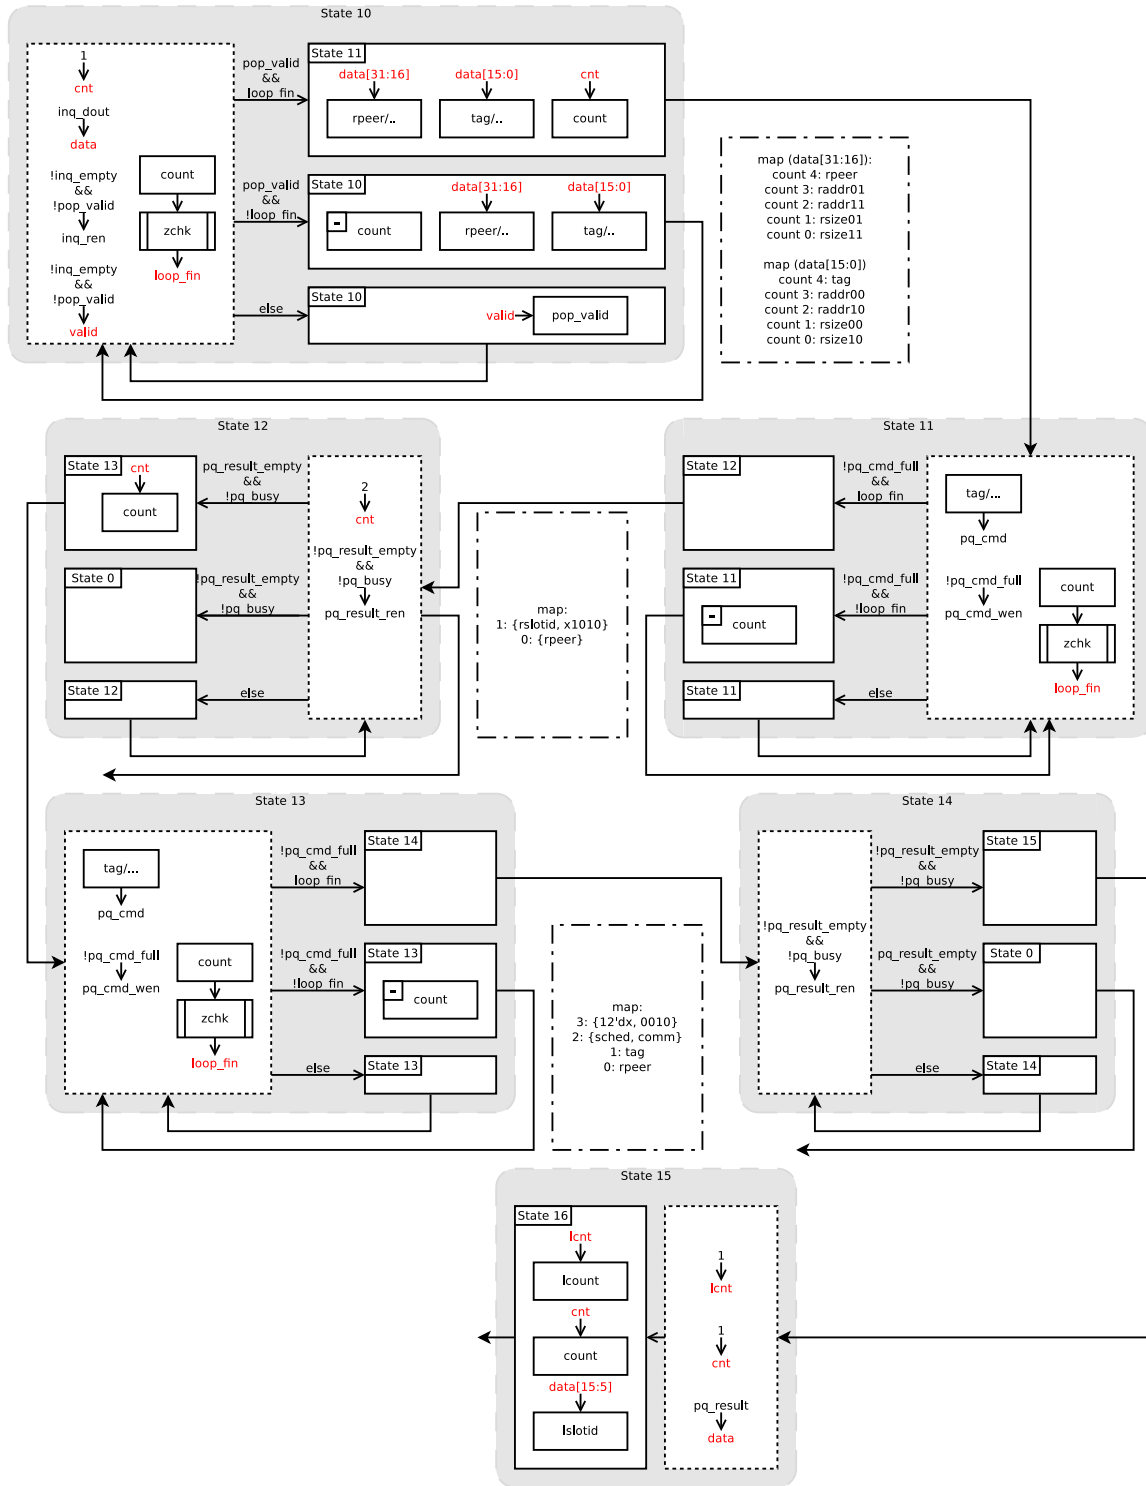 State 10
1
cnt
inq_dout
data
!inq_empty
&&
!pop_valid
inq_ren
!inq_empty
&&
!pop_valid
valid
count
zchk
loop_fin
pop_valid
&&
loop_fin
State 11
data[31:16]
data[15:0]
cnt
rpeer/..
tag/..
count
pop_valid
&&
!loop_fin
State 10
data[31:16]
data[15:0]
-
count
rpeer/..
tag/..
else
State 10
valid
pop_valid
map (data[31:16]):
count 4: rpeer
count 3: raddr01
count 2: raddr11
count 1: rsize01
count 0: rsize11
map (data[15:0])
count 4: tag
count 3: raddr00
count 2: raddr10
count 1: rsize00
count 0: rsize10
State 12
State 13
cnt
count
pq_result_empty
&&
!pq_busy
State 0
!pq_result_empty
&&
!pq_busy
State 12
else
2
cnt
!pq_result_empty
&&
!pq_busy
pq_result_ren
map:
1: {rslotid, x1010}
0: {rpeer}
State 11
State 12
!pq_cmd_full
&&
loop_fin
State 11
-
count
!pq_cmd_full
&&
!loop_fin
State 11
else
tag/...
pq_cmd
!pq_cmd_full
pq_cmd_wen
count
zchk
loop_fin
State 13
tag/...
pq_cmd
!pq_cmd_full
pq_cmd_wen
count
zchk
loop_fin
!pq_cmd_full
&&
loop_fin
State 14
!pq_cmd_full
&&
!loop_fin
State 13
-
count
else
State 13
map:
3: {12'dx, 0010}
2: {sched, comm}
1: tag
0: rpeer
State 14
!pq_result_empty
&&
!pq_busy
pq_result_ren
!pq_result_empty
&&
!pq_busy
State 15
pq_result_empty
&&
!pq_busy
State 0
else
State 14
State 15
State 16
lcnt
lcount
cnt
count
data[15:5]
lslotid
1
lcnt
1
cnt
pq_result
data